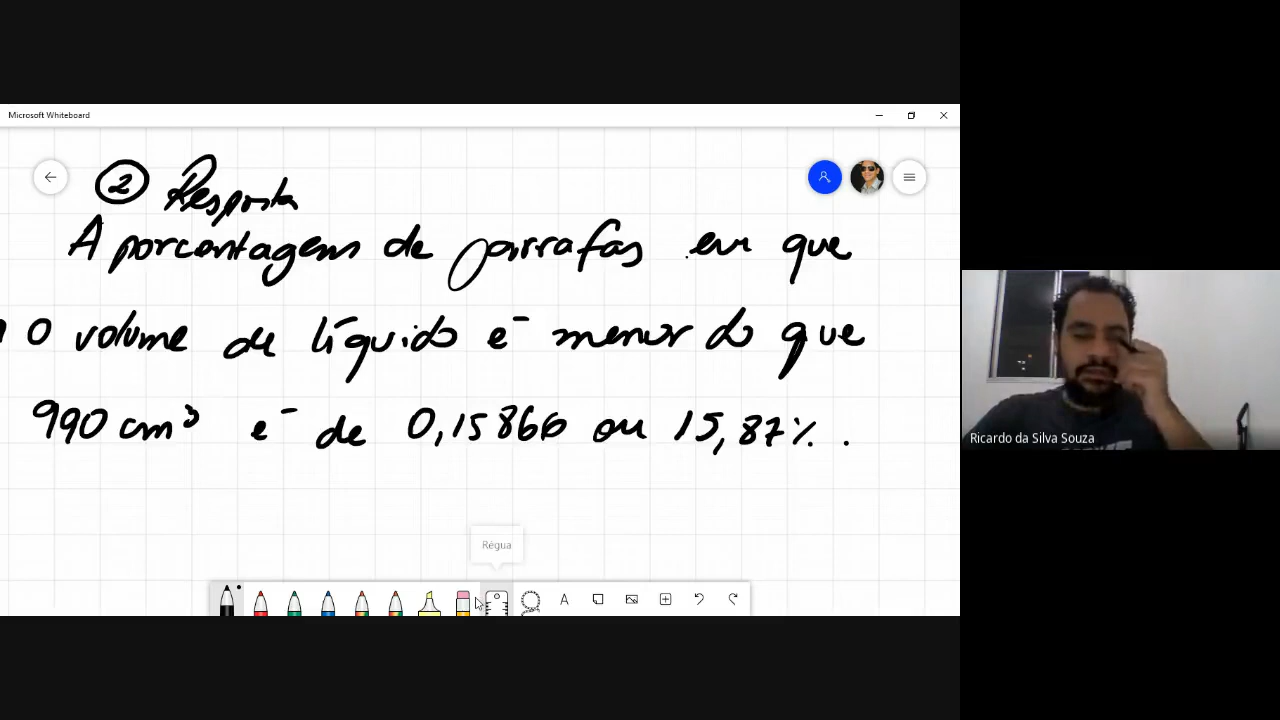 Microsoft Whiteboard
② Resposta
A porcentagem de garrafas em que
o volume de líquido é menor do que
990 cm³ é de 0,15866 ou 15,87% .
Régua
A
Ricardo da Silva Souza